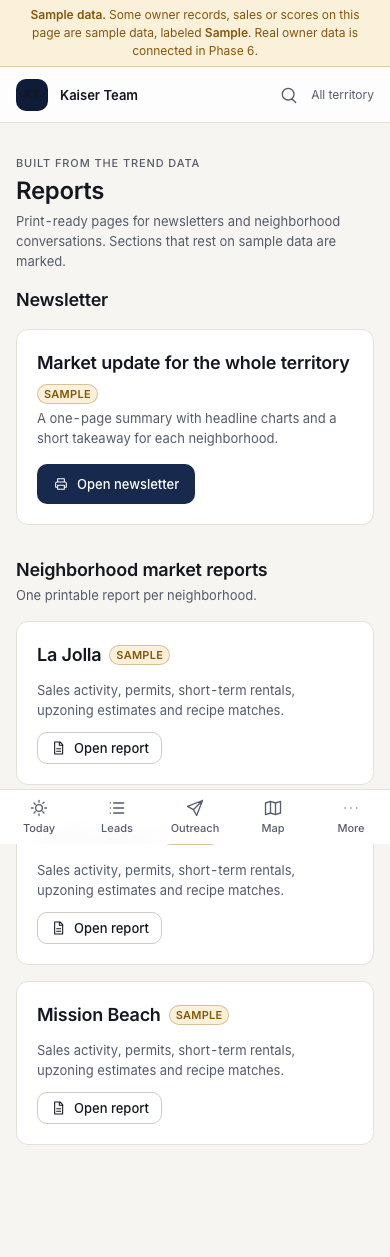 Sample data. Some owner records, sales or scores on this
page are sample data, labeled Sample. Real owner data is
connected in Phase 6.
Kaiser Team
All territory
BUILT FROM THE TREND DATA
Reports
Print-ready pages for newsletters and neighborhood
conversations. Sections that rest on sample data are
marked.
Newsletter
Market update for the whole territory
SAMPLE
A one-page summary with headline charts and a
short takeaway for each neighborhood.
Open newsletter
Neighborhood market reports
One printable report per neighborhood.
La Jolla SAMPLE
Sales activity, permits, short-term rentals,
upzoning estimates and recipe matches.
Open report
Today Leads Outreach Map More
Sales activity, permits, short-term rentals,
upzoning estimates and recipe matches.
Open report
Mission Beach SAMPLE
Sales activity, permits, short-term rentals,
upzoning estimates and recipe matches.
Open report